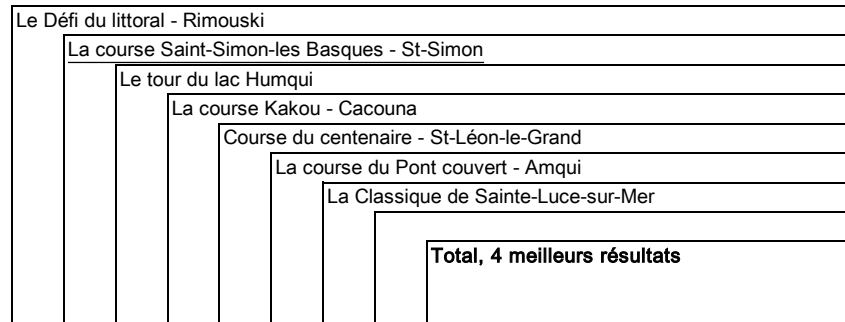 Le Défi du littoral - Rimouski
La course Saint-Simon-les Basques - St-Simon
Le tour du lac Humqui
La course Kakou - Cacouna
Course du centenaire - St-Léon-le-Grand
La course du Pont couvert - Amqui
La Classique de Sainte-Luce-sur-Mer
Total, 4 meilleurs résultats